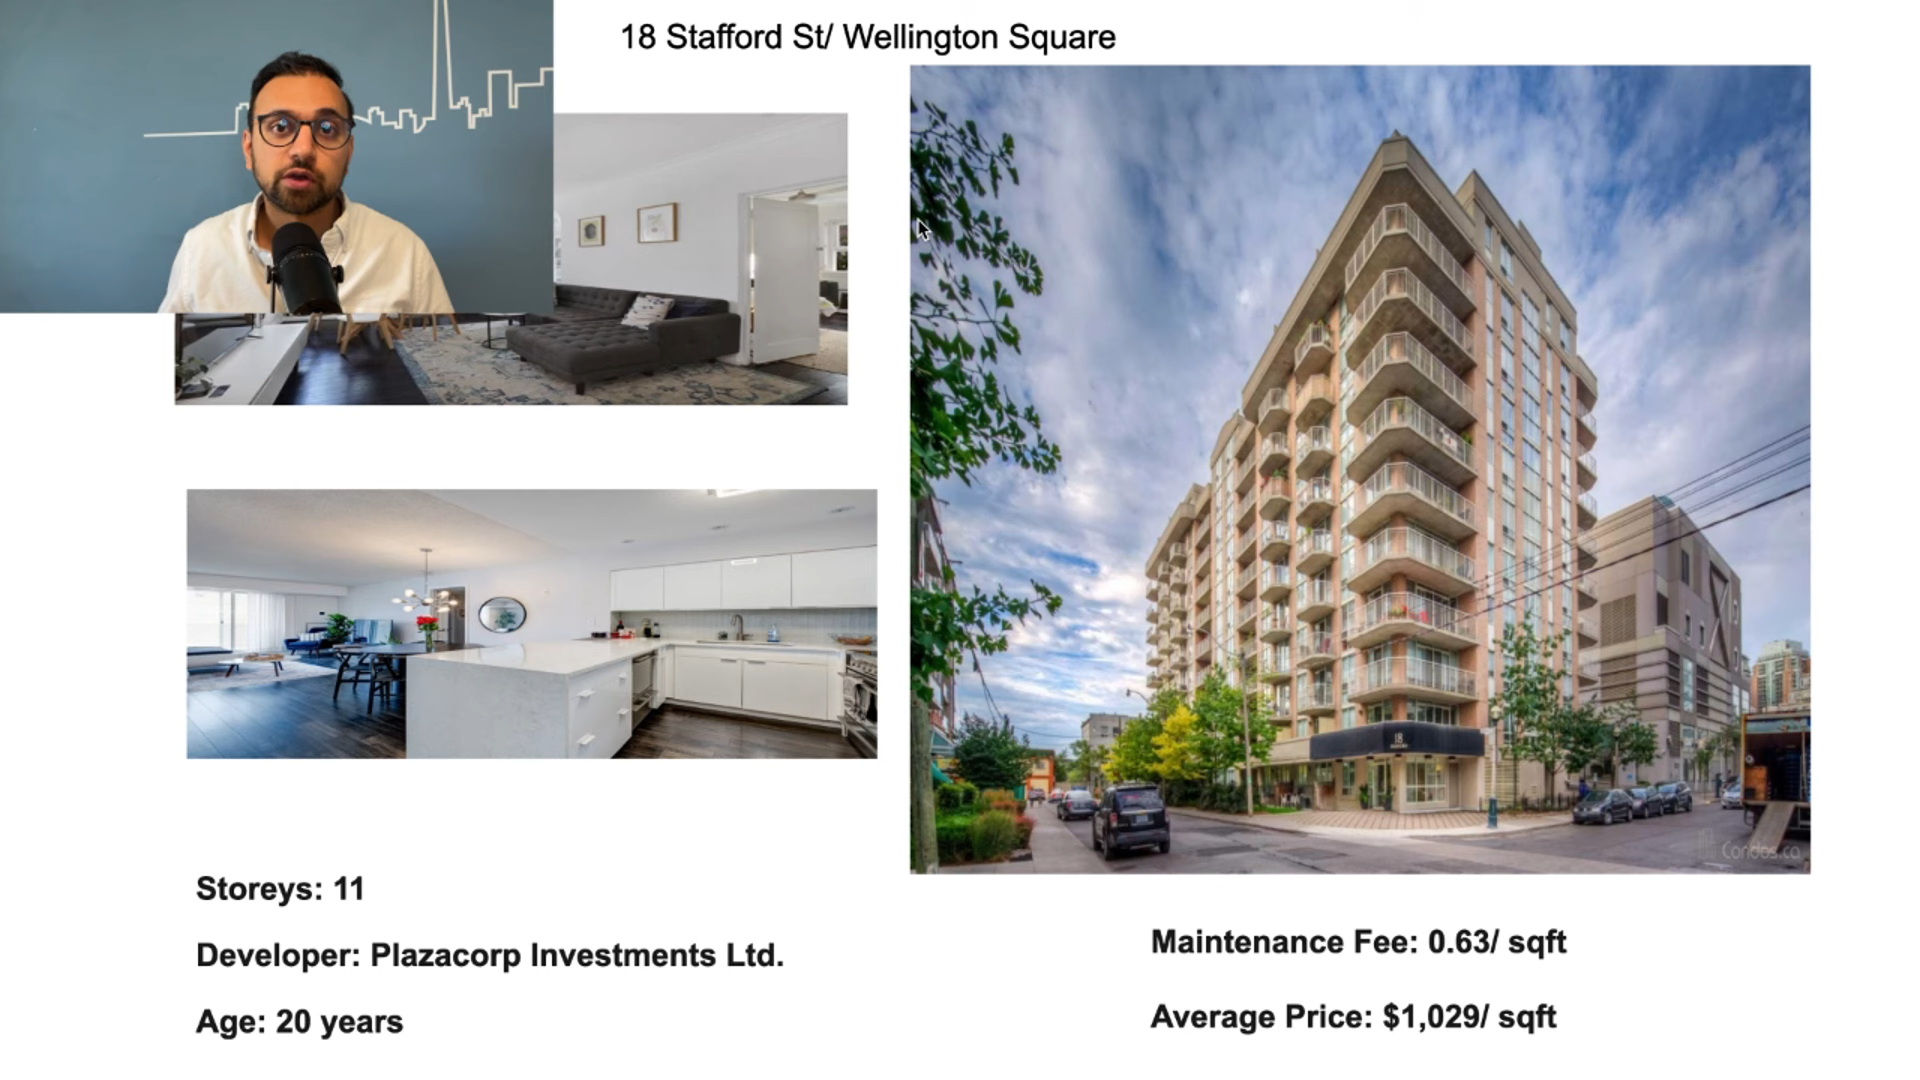 18 Stafford St/ Wellington Square
18
Condos.ca
Storeys: 11
Developer: Plazacorp Investments Ltd.
Age: 20 years
Maintenance Fee: 0.63/ sqft
Average Price: $1,029/ sqft